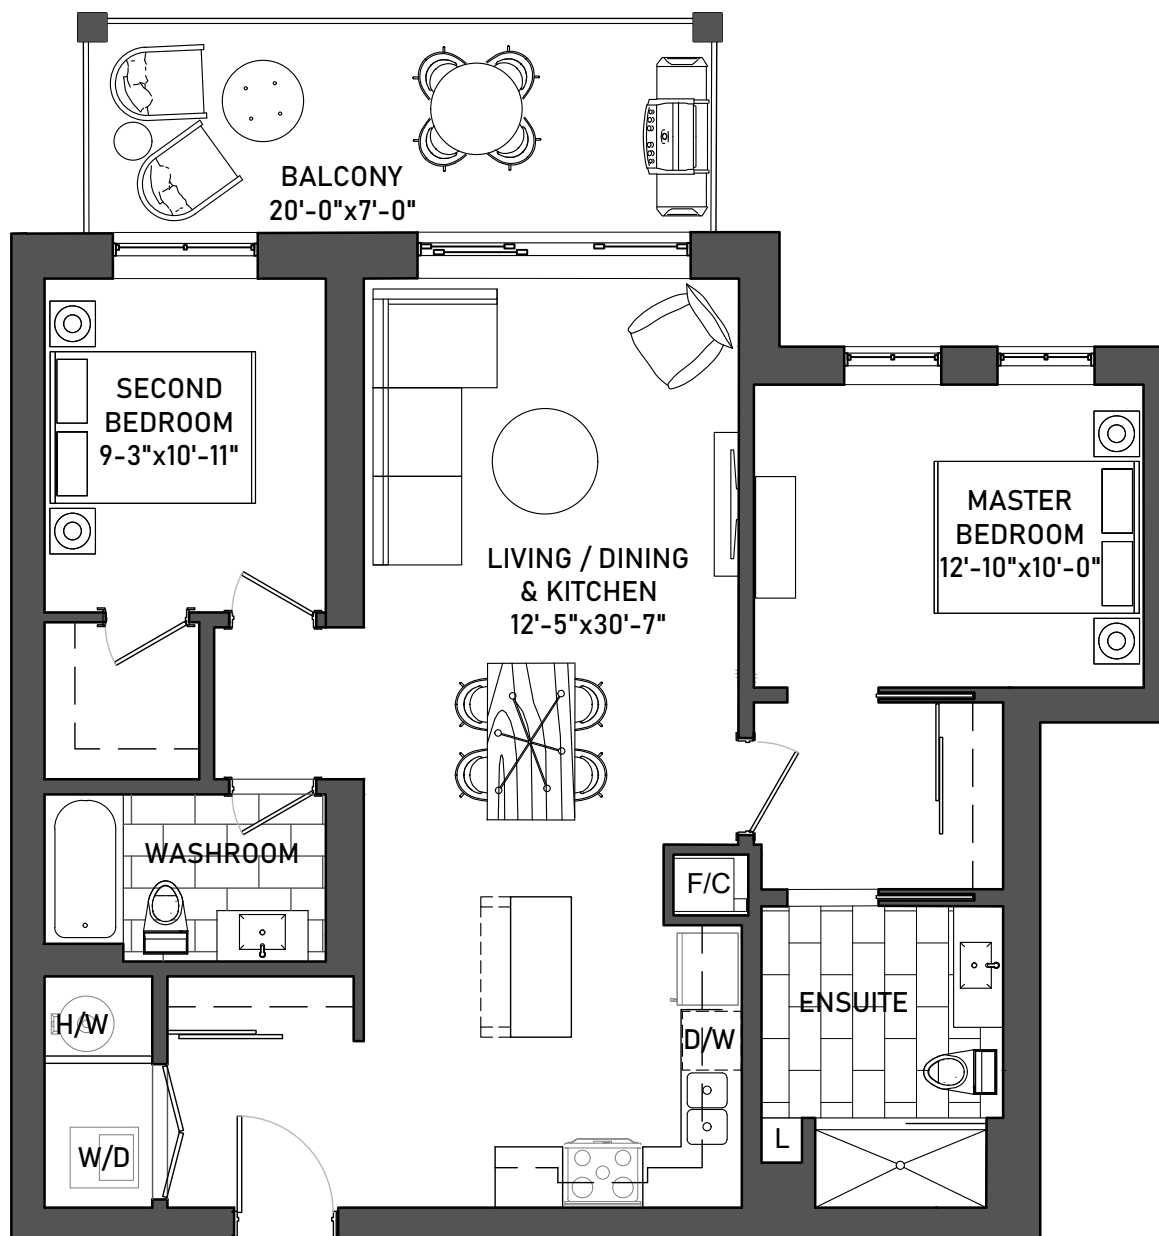 BALCONY
20'-0"x7'-0"
SECOND
BEDROOM
9-3"x10'-11"
MASTER
BEDROOM
12'-10"x10'-0"
LIVING / DINING
& KITCHEN
12'-5"x30'-7"
WASHROOM
F/C
ENSUITE
H/W
D/W
W/D
L